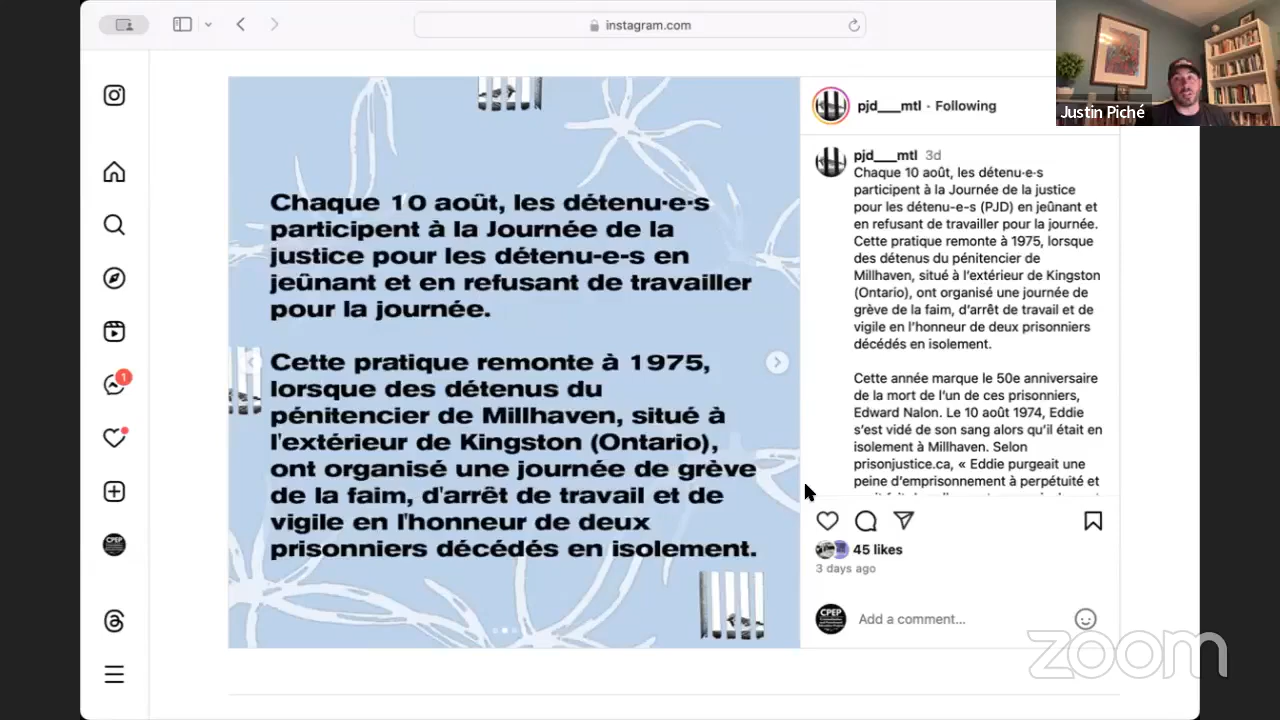 instagram.com
Justin Piché
Chaque 10 août, les détenu·e·s
participent à la Journée de la
justice pour les détenu-e-s en
jeûnant et en refusant de travailler
pour la journée.
Cette pratique remonte à 1975,
lorsque des détenus du
pénitencier de Millhaven, situé à
l'extérieur de Kingston (Ontario),
ont organisé une journée de grève
de la faim, d'arrêt de travail et de
vigile en l'honneur de deux
prisonniers décédés en isolement.
pjd___mtl · Following
pjd___mtl 3d
Chaque 10 août, les détenu·e·s
participent à la Journée de la justice
pour les détenu-e-s (PJD) en jeûnant et
en refusant de travailler pour la journée.
Cette pratique remonte à 1975, lorsque
des détenus du pénitencier de
Millhaven, situé à l'extérieur de Kingston
(Ontario), ont organisé une journée de
grève de la faim, d'arrêt de travail et de
vigile en l'honneur de deux prisonniers
décédés en isolement.
Cette année marque le 50e anniversaire
de la mort de l'un de ces prisonniers,
Edward Nalon. Le 10 août 1974, Eddie
s'est vidé de son sang alors qu'il était en
isolement à Millhaven. Selon
prisonjustice.ca, « Eddie purgeait une
peine d'emprisonnement à perpétuité et
45 likes
3 days ago
Add a comment...
1
CPEP
CPEP
zoom